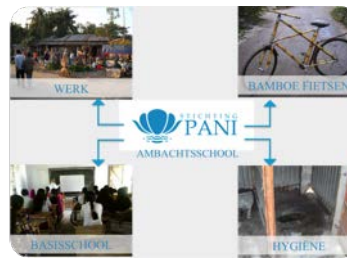 WERK
BAMBOE FIETSEN
STICHTING
PANI
AMBACHTSSCHOOL
BASISSCHOOL
HYGIËNE